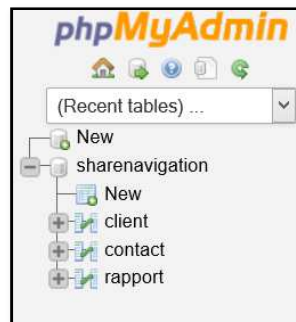 phpMyAdmin
(Recent tables) ...
New
sharenavigation
New
client
contact
rapport